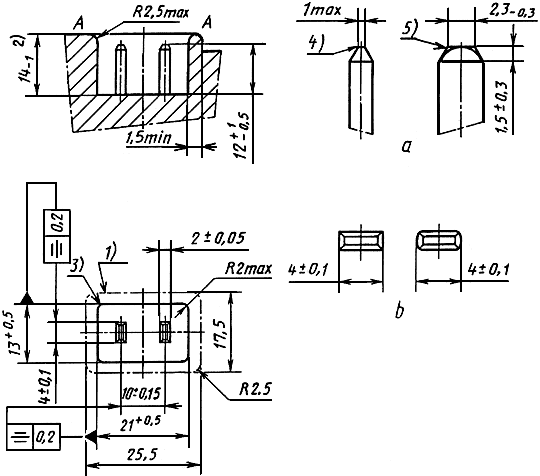 R2,5max
A
A
2)
14-1
1,5min
12 +1 -0,5
1max
4)
5)
2,3-0,3
1,5±0,3
a
0,2
3)
1)
2±0,05
R2max
13+0,5
4±0,1
17,5
10±0,15
R2.5
0,2
21+0,5
25,5
4±0,1
4±0,1
b